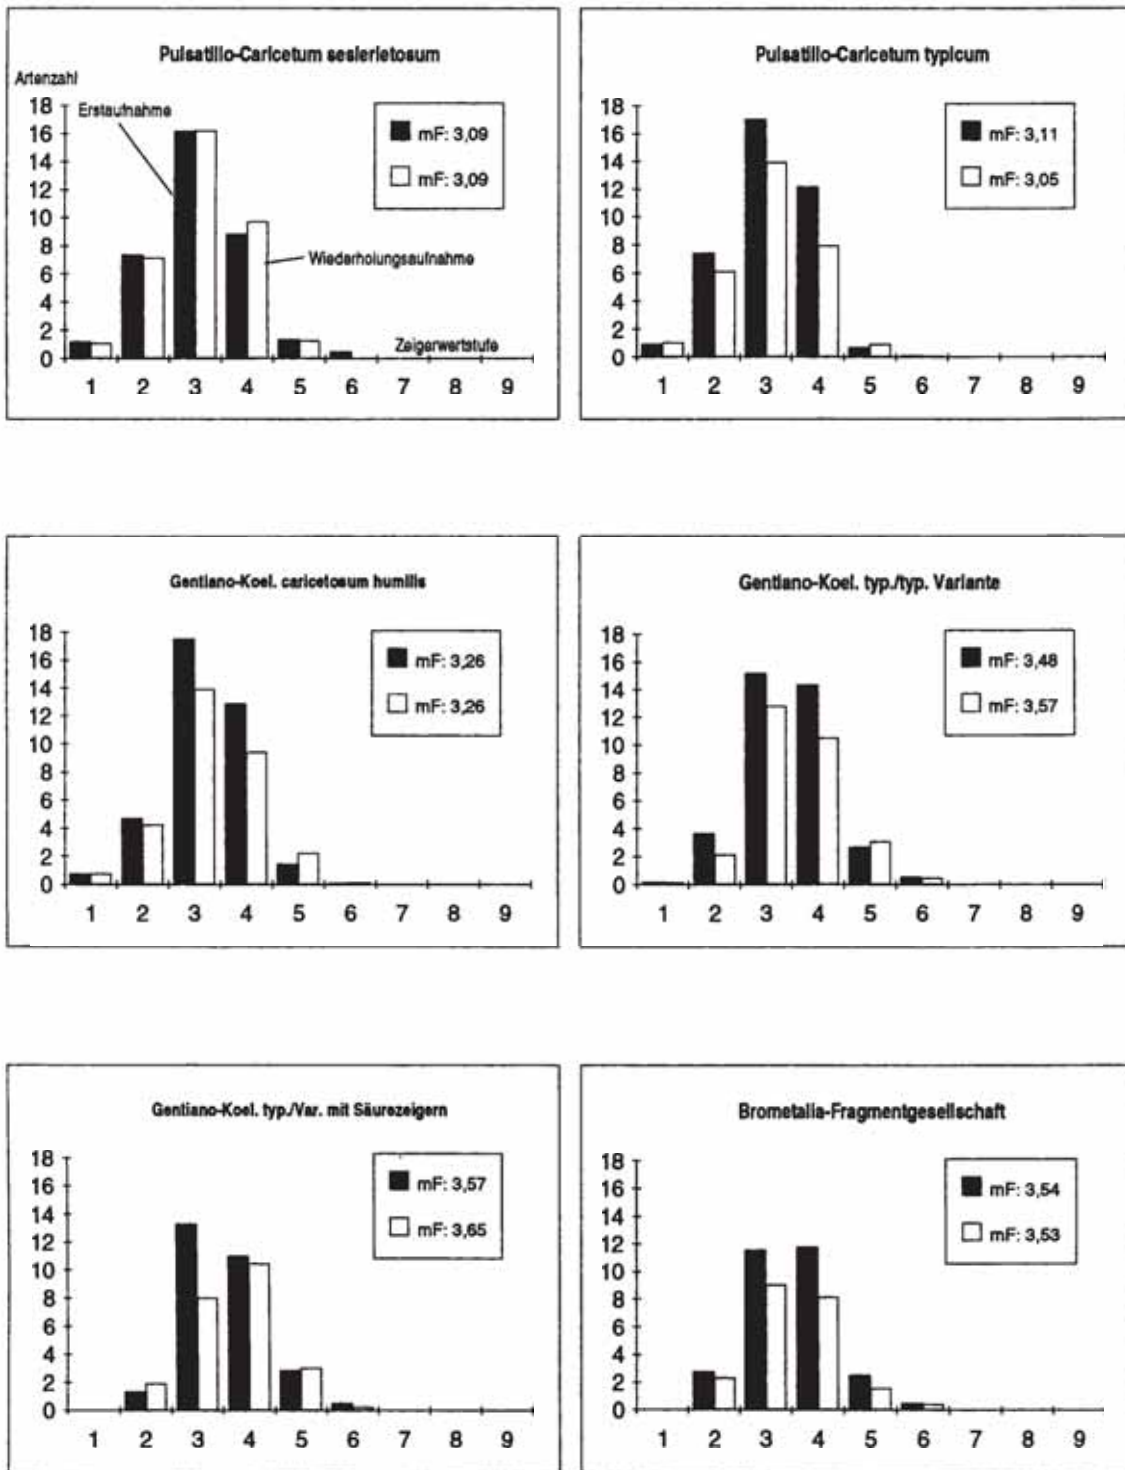 Pulsatillo-Caricetum seslerietosum
Artenzahl
Erstaufnahme
18
16
14
12
10
8
6
4
2
0
mF: 3,09
mF: 3,09
Wiederholungsaufnahme
Zeigerwertstufe
1 2 3 4 5 6 7 8 9
Pulsatillo-Caricetum typicum
18
16
14
12
10
8
6
4
2
0
mF: 3,11
mF: 3,05
1 2 3 4 5 6 7 8 9
Gentiano-Koel. caricetosum humilis
18
16
14
12
10
8
6
4
2
0
mF: 3,26
mF: 3,26
1 2 3 4 5 6 7 8 9
Gentiano-Koel. typ./typ. Variante
18
16
14
12
10
8
6
4
2
0
mF: 3,48
mF: 3,57
1 2 3 4 5 6 7 8 9
Gentiano-Koel. typ./Var. mit Säurezeigern
18
16
14
12
10
8
6
4
2
0
mF: 3,57
mF: 3,65
1 2 3 4 5 6 7 8 9
Brometalia-Fragmentgesellschaft
18
16
14
12
10
8
6
4
2
0
mF: 3,54
mF: 3,53
1 2 3 4 5 6 7 8 9